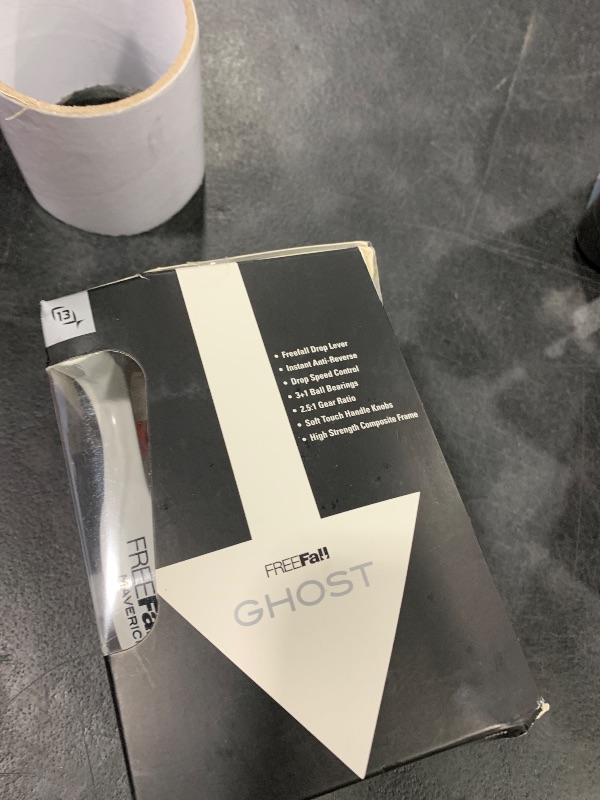 13
• Freefall Drop Lever
• Instant Anti-Reverse
• Drop Speed Control
• 3+1 Ball Bearings
• 2.5:1 Gear Ratio
• Soft Touch Handle Knobs
• High Strength Composite Frame
FREEFall
GHOST
FREEFa
MAVERIC